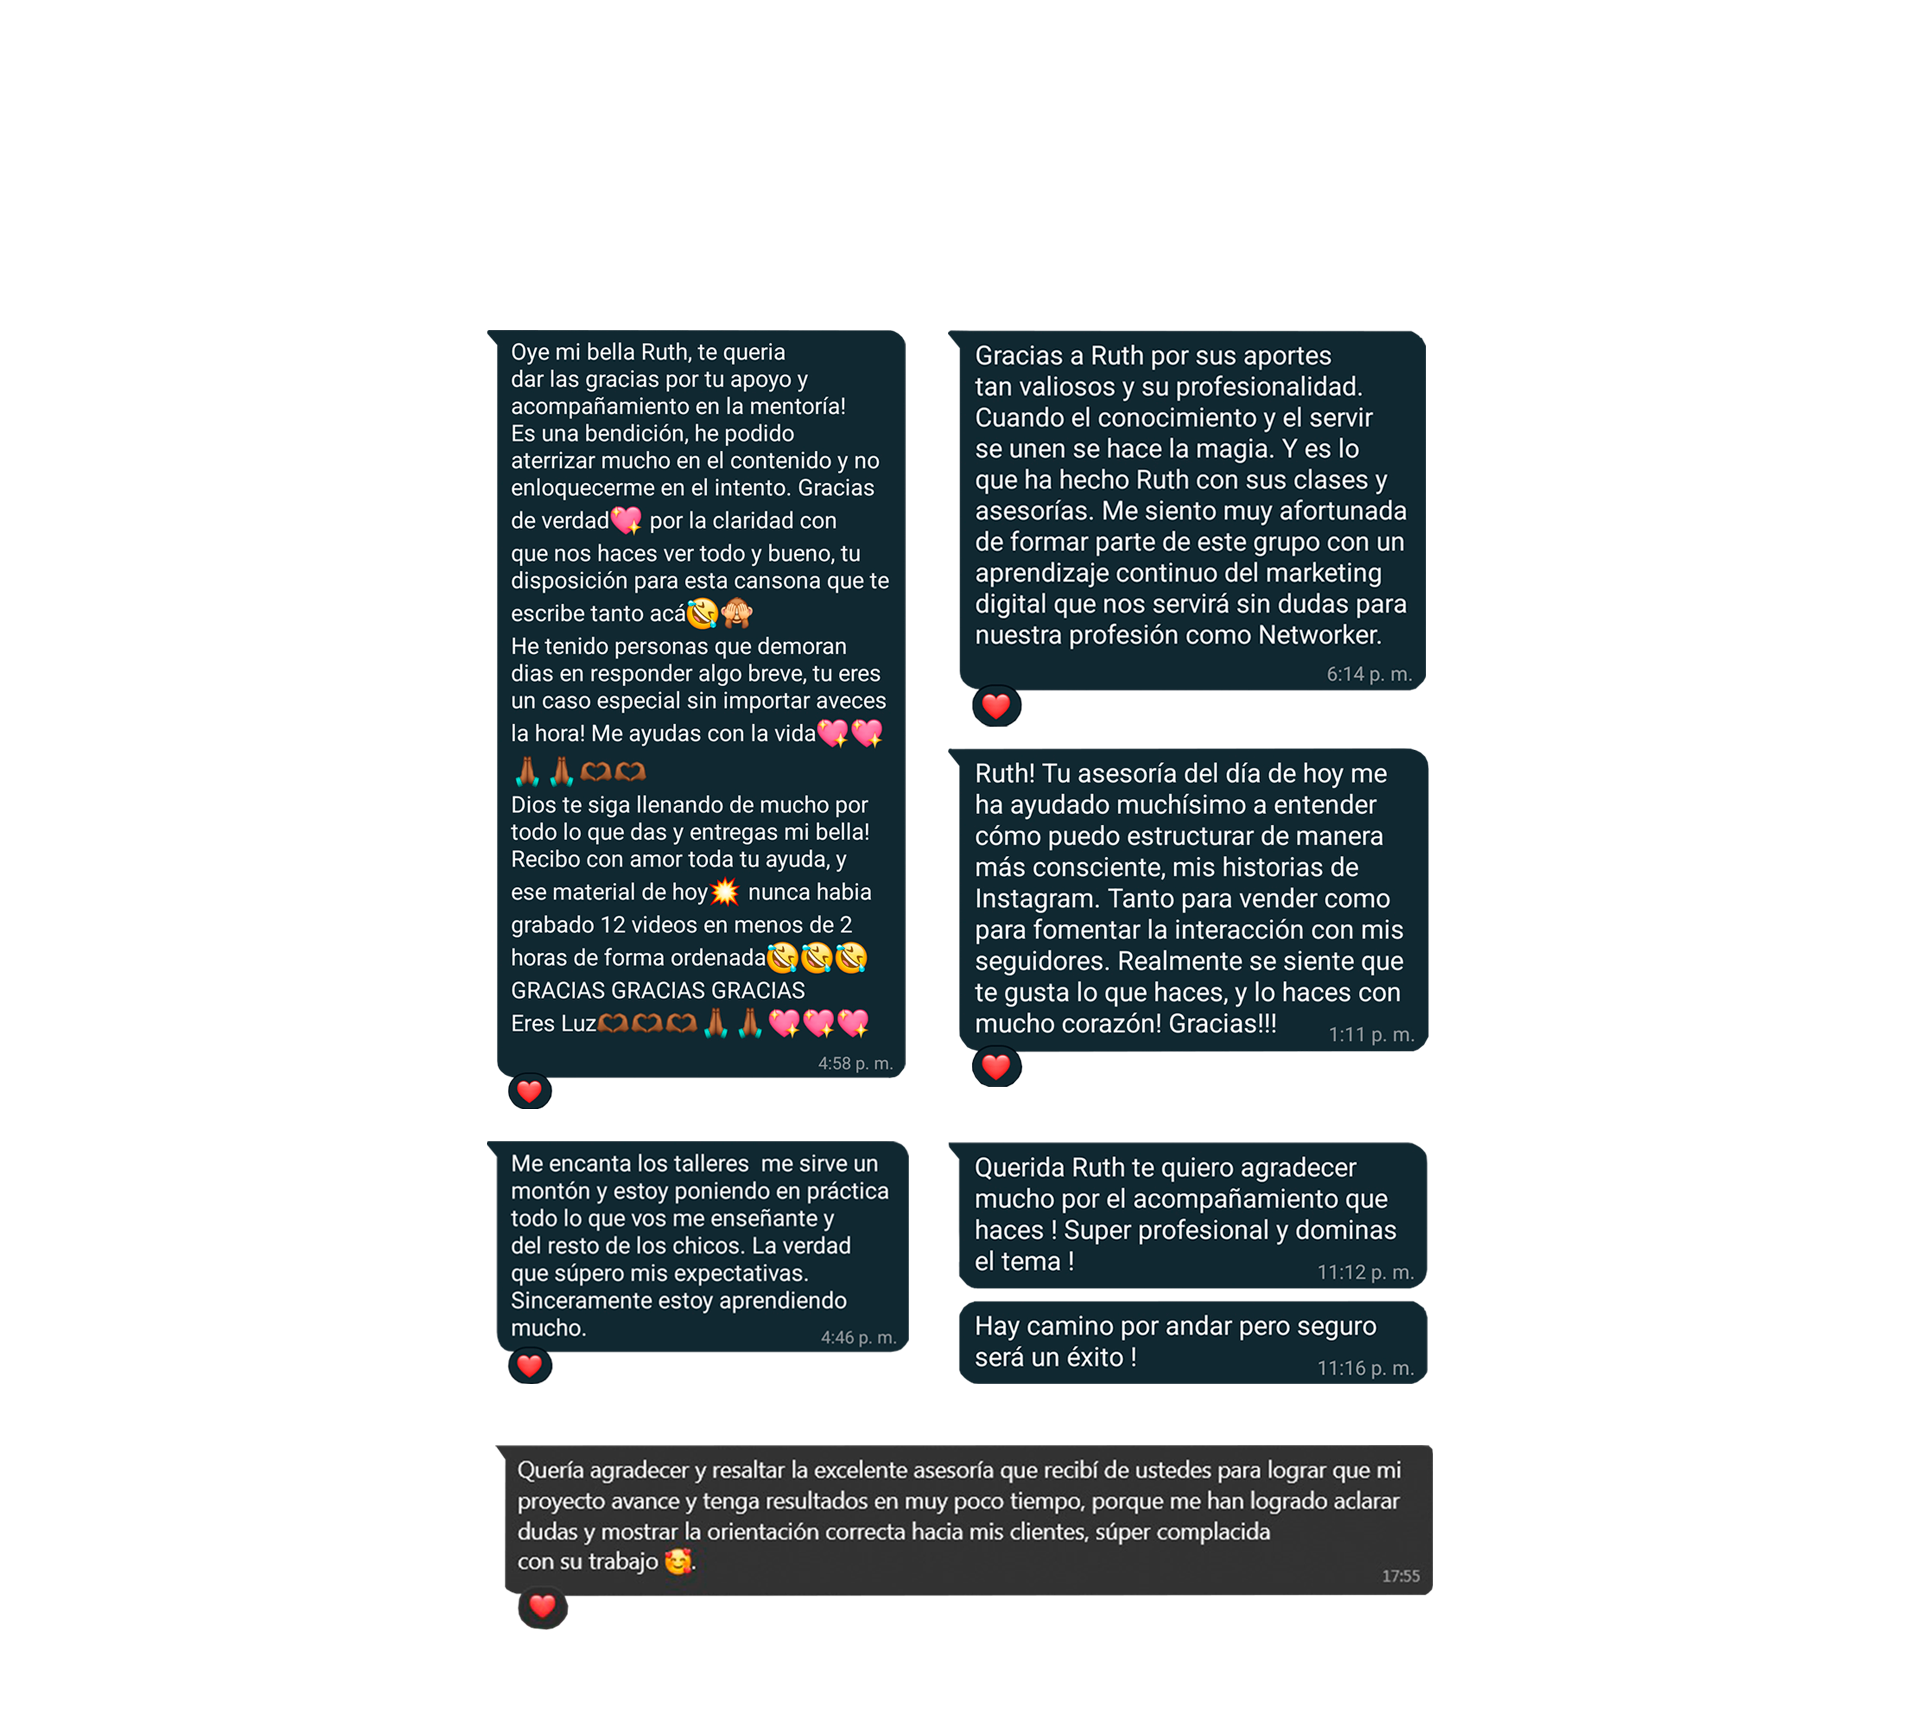 Oye mi bella Ruth, te queria
dar las gracias por tu apoyo y
acompañamiento en la mentoría!
Es una bendición, he podido
aterrizar mucho en el contenido y no
enloquecerme en el intento. Gracias
de verdad💖 por la claridad con
que nos haces ver todo y bueno, tu
disposición para esta cansona que te
escribe tanto acá🤣🙈
He tenido personas que demoran
dias en responder algo breve, tu eres
un caso especial sin importar aveces
la hora! Me ayudas con la vida💖💖
🙏🏾🙏🏾🫶🏾🫶🏾
Dios te siga llenando de mucho por
todo lo que das y entregas mi bella!
Recibo con amor toda tu ayuda, y
ese material de hoy💥 nunca habia
grabado 12 videos en menos de 2
horas de forma ordenada🤣🤣🤣
GRACIAS GRACIAS GRACIAS
Eres Luz🫶🏾🫶🏾🫶🏾🙏🏾🙏🏾💖💖💖
4:58 p. m.
❤️
Gracias a Ruth por sus aportes
tan valiosos y su profesionalidad.
Cuando el conocimiento y el servir
se unen se hace la magia. Y es lo
que ha hecho Ruth con sus clases y
asesorías. Me siento muy afortunada
de formar parte de este grupo con un
aprendizaje continuo del marketing
digital que nos servirá sin dudas para
nuestra profesión como Networker.
6:14 p. m.
❤️
Ruth! Tu asesoría del día de hoy me
ha ayudado muchísimo a entender
cómo puedo estructurar de manera
más consciente, mis historias de
Instagram. Tanto para vender como
para fomentar la interacción con mis
seguidores. Realmente se siente que
te gusta lo que haces, y lo haces con
mucho corazón! Gracias!!!
1:11 p. m.
❤️
Me encanta los talleres  me sirve un
montón y estoy poniendo en práctica
todo lo que vos me enseñante y
del resto de los chicos. La verdad
que súpero mis expectativas.
Sinceramente estoy aprendiendo
mucho.
4:46 p. m.
❤️
Querida Ruth te quiero agradecer
mucho por el acompañamiento que
haces ! Super profesional y dominas
el tema !
11:12 p. m.
Hay camino por andar pero seguro
será un éxito !
11:16 p. m.
Quería agradecer y resaltar la excelente asesoría que recibí de ustedes para lograr que mi
proyecto avance y tenga resultados en muy poco tiempo, porque me han logrado aclarar
dudas y mostrar la orientación correcta hacia mis clientes, súper complacida
con su trabajo 🥰.
17:55
❤️